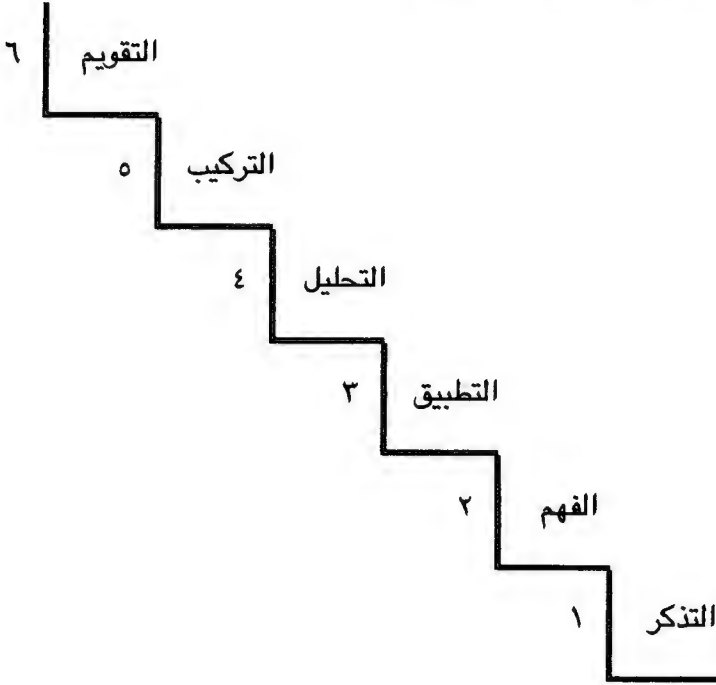 التقويم ٦
التركيب ٥
التحليل ٤
التطبيق ٣
الفهم ٢
التذكر ١